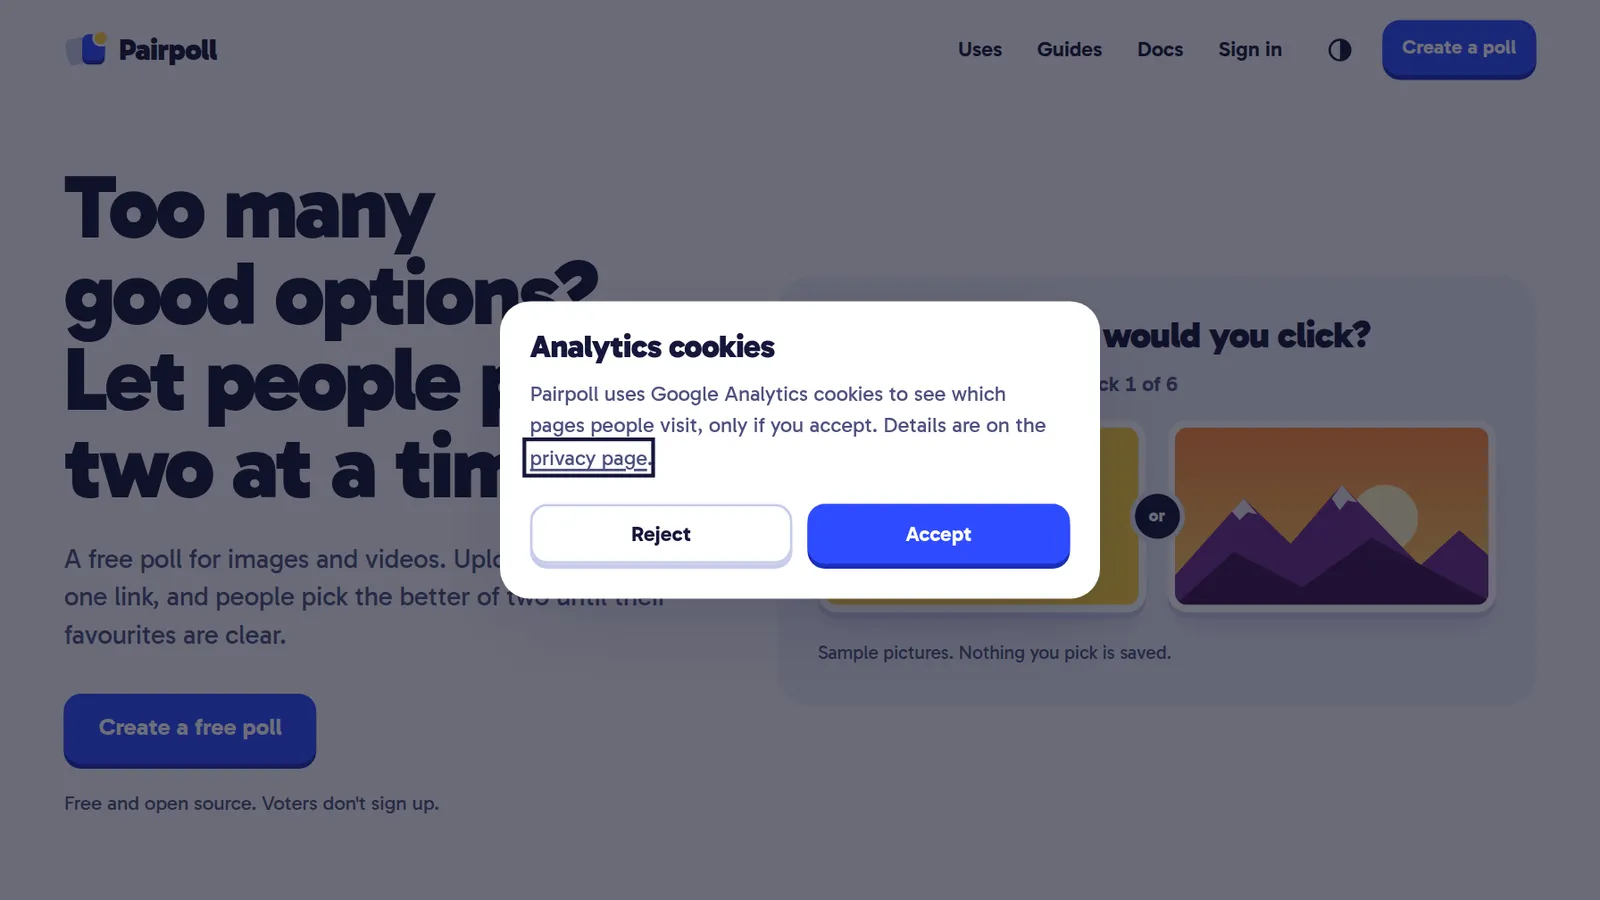 Pairpoll
Uses
Guides
Docs
Sign in
Create a poll
Too many
good options?
Let people
two at a
A free poll for images and videos.
one link, and people pick the better of two until their
favourites are clear.
Create a free poll
Free and open source. Voters don't sign up.
would you click?
1 of 6
or
Sample pictures. Nothing you pick is saved.
Analytics cookies
Pairpoll uses Google Analytics cookies to see which
pages people visit, only if you accept. Details are on the
privacy page.
Reject
Accept